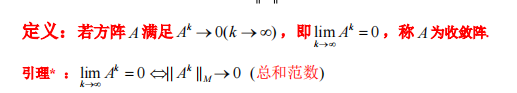 定义：若方阵 A 满足 A^k → 0(k → ∞)，即 lim_{k→∞} A^k = 0，称 A 为收敛阵.
引理*：lim_{k→∞} A^k = 0 ⇔ || A^k ||_M → 0 (总和范数)